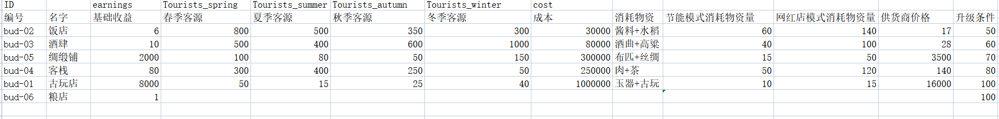 ID earnings Tourists_spring Tourists_summer Tourists_autumn Tourists_winter cost
编号 名字 基础收益 春季客源 夏季客源 秋季客源 冬季客源 成本 消耗物资 节能模式消耗物资量 网红店模式消耗物资量 供货商价格 升级条件
bud-02 饭店 6 800 500 350 300 30000 酱料+水稻 60 140 17 50
bud-03 酒肆 10 500 400 600 1000 80000 酒曲+高粱 40 100 28 60
bud-05 绸缎铺 2000 100 80 50 150 300000 布匹+丝绸 15 50 3500 70
bud-04 客栈 80 300 400 250 50 250000 肉+茶 50 120 140 80
bud-01 古玩店 8000 50 15 25 40 1000000 玉器+古玩 10 15 16000 100
bud-06 粮店 1 100